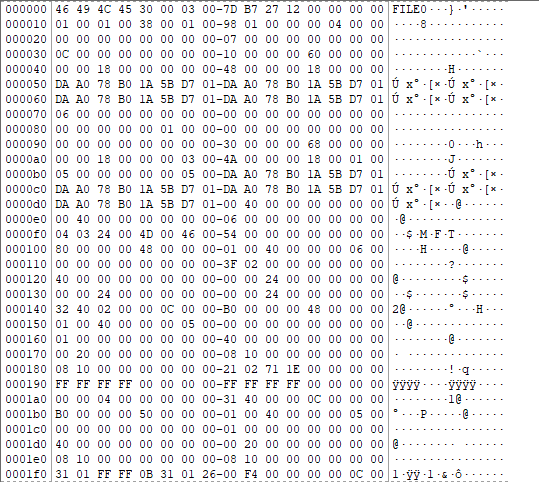 000000 46 49 4C 45 30 00 03 00-7D B7 27 12 00 00 00 00 FILE0···}·'·····
000010 01 00 01 00 38 00 01 00-98 01 00 00 00 04 00 00 ····8···········
000020 00 00 00 00 00 00 00 00-07 00 00 00 00 00 00 00 ················
000030 0C 00 00 00 00 00 00 00-10 00 00 00 60 00 00 00 ············`···
000040 00 00 18 00 00 00 00 00-48 00 00 00 18 00 00 00 ········H·······
000050 DA A0 78 B0 1A 5B D7 01-DA A0 78 B0 1A 5B D7 01 Ú x°·[×·Ú x°·[×·
000060 DA A0 78 B0 1A 5B D7 01-DA A0 78 B0 1A 5B D7 01 Ú x°·[×·Ú x°·[×·
000070 06 00 00 00 00 00 00 00-00 00 00 00 00 00 00 00 ················
000080 00 00 00 00 00 01 00 00-00 00 00 00 00 00 00 00 ················
000090 00 00 00 00 00 00 00 00-30 00 00 00 68 00 00 00 ········0···h···
0000a0 00 00 18 00 00 00 03 00-4A 00 00 00 18 00 01 00 ········J·······
0000b0 05 00 00 00 00 00 05 00-DA A0 78 B0 1A 5B D7 01 ········Ú x°·[×·
0000c0 DA A0 78 B0 1A 5B D7 01-DA A0 78 B0 1A 5B D7 01 Ú x°·[×·Ú x°·[×·
0000d0 DA A0 78 B0 1A 5B D7 01-00 40 00 00 00 00 00 00 Ú x°·[×··@······
0000e0 00 40 00 00 00 00 00 00-06 00 00 00 00 00 00 00 ·@··············
0000f0 04 03 24 00 4D 00 46 00-54 00 00 00 00 00 00 00 ··$·M·F·T·······
000100 80 00 00 00 48 00 00 00-01 00 40 00 00 00 06 00 ····H·····@·····
000110 00 00 00 00 00 00 00 00-3F 02 00 00 00 00 00 00 ········?·······
000120 40 00 00 00 00 00 00 00-00 00 24 00 00 00 00 00 @·········$·····
000130 00 00 24 00 00 00 00 00-00 00 24 00 00 00 00 00 ··$·······$·····
000140 32 40 02 00 00 0C 00 00-B0 00 00 00 48 00 00 00 2@······°···H···
000150 01 00 40 00 00 00 05 00-00 00 00 00 00 00 00 00 ··@·············
000160 01 00 00 00 00 00 00 00-40 00 00 00 00 00 00 00 ········@·······
000170 00 20 00 00 00 00 00 00-08 10 00 00 00 00 00 00 · ··············
000180 08 10 00 00 00 00 00 00-21 02 71 1E 00 00 00 00 ········!·q·····
000190 FF FF FF FF 00 00 00 00-FF FF FF FF 00 00 00 00 ÿÿÿÿ····ÿÿÿÿ····
0001a0 00 00 04 00 00 00 00 00-31 40 00 00 0C 00 00 00 ········1@······
0001b0 B0 00 00 00 50 00 00 00-01 00 40 00 00 00 05 00 °···P·····@·····
0001c0 00 00 00 00 00 00 00 00-01 00 00 00 00 00 00 00 ················
0001d0 40 00 00 00 00 00 00 00-00 20 00 00 00 00 00 00 @········ ······
0001e0 08 10 00 00 00 00 00 00-08 10 00 00 00 00 00 00 ················
0001f0 31 01 FF FF 0B 31 01 26-00 F4 00 00 00 00 0C 00 1·ÿÿ·1·&·ô······